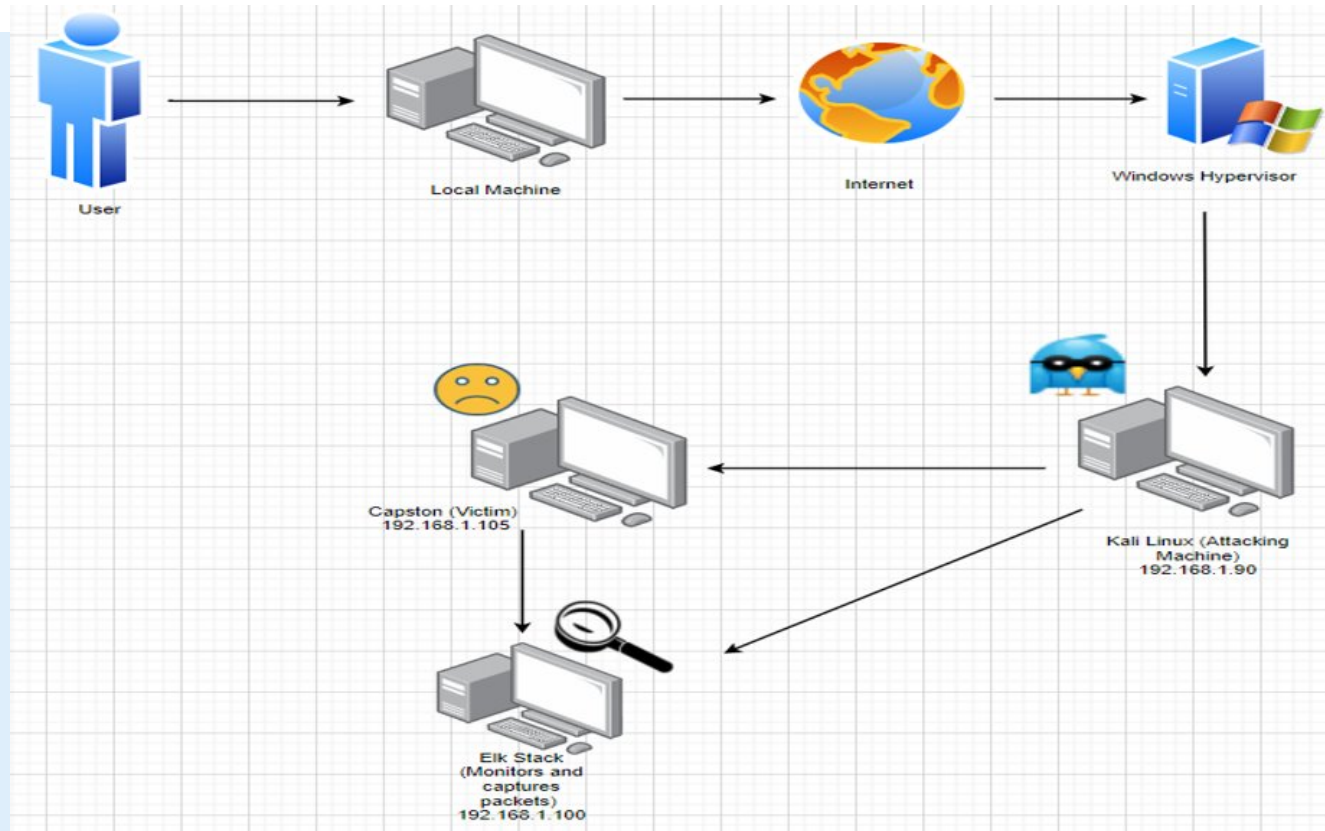 User
Local Machine
Internet
Windows Hypervisor
Capston (Victim)
192.168.1.105
Kali Linux (Attacking
Machine)
192.168.1.90
Elk Stack
(Monitors and
captures
packets)
192.168.1.100